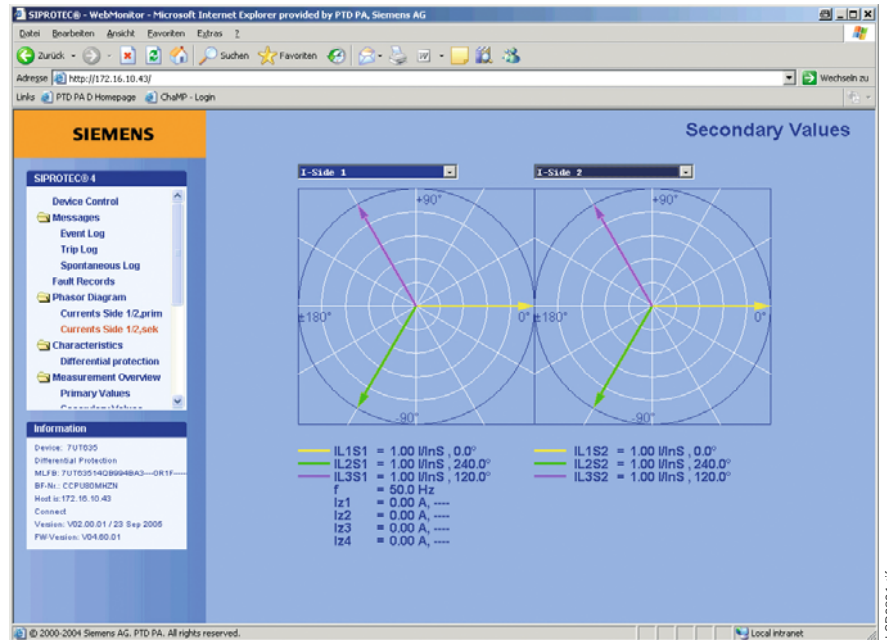 SIPROTEC® - WebMonitor - Microsoft Internet Explorer provided by PTD PA, Siemens AG
Datei Bearbeiten Ansicht Favoriten Extras ?
Zurück Suchen Favoriten
Adresse http://172.16.10.43/ Wechseln zu
Links PTD PA D Homepage ChaMP - Login
SIEMENS
Secondary Values
SIPROTEC® 4
Device Control
Messages
Event Log
Trip Log
Spontaneous Log
Fault Records
Phasor Diagram
Currents Side 1/2,prim
Currents Side 1/2,sek
Characteristics
Differential protection
Measurement Overview
Primary Values
Secondary Values
Information
Device: 7UT635
Differential Protection
BF-Nr.: CCPU80MHZN
Host is:172.16.10.43
Connect
Version: V02.00.01 / 23 Sep 2005
FW-Version: V04.60.01
I-Side 1
I-Side 2
+90°
±180°
0°
-90°
+90°
±180°
0°
-90°
IL1S1 = 1.00 I/InS , 0.0°
IL2S1 = 1.00 I/InS , 240.0°
IL3S1 = 1.00 I/InS , 120.0°
f = 50.0 Hz
Iz1 = 0.00 A, ----
Iz2 = 0.00 A, ----
Iz3 = 0.00 A, ----
Iz4 = 0.00 A, ----
IL1S2 = 1.00 I/InS , 0.0°
IL2S2 = 1.00 I/InS , 240.0°
IL3S2 = 1.00 I/InS , 120.0°
© 2000-2004 Siemens AG. PTD PA. All rights reserved.
Local intranet